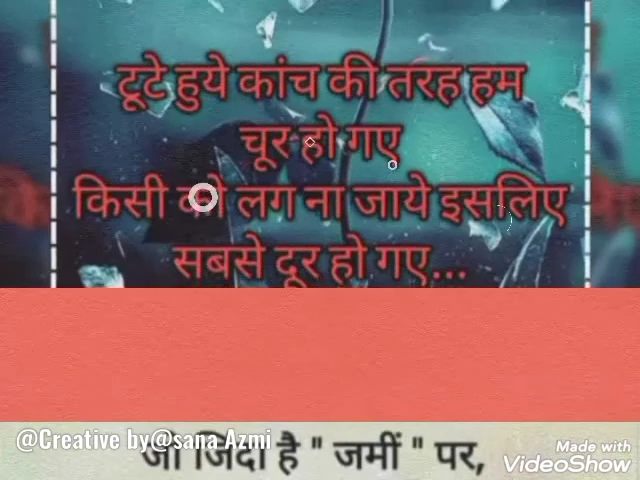 टूटे हुये कांच की तरह हम
चूर हो गए
किसी को लग ना जाये इसलिए
सबसे दूर हो गए...
@Creative by@sana Azmi
जो जिंदा है " जमीं " पर,
Made with
VideoShow